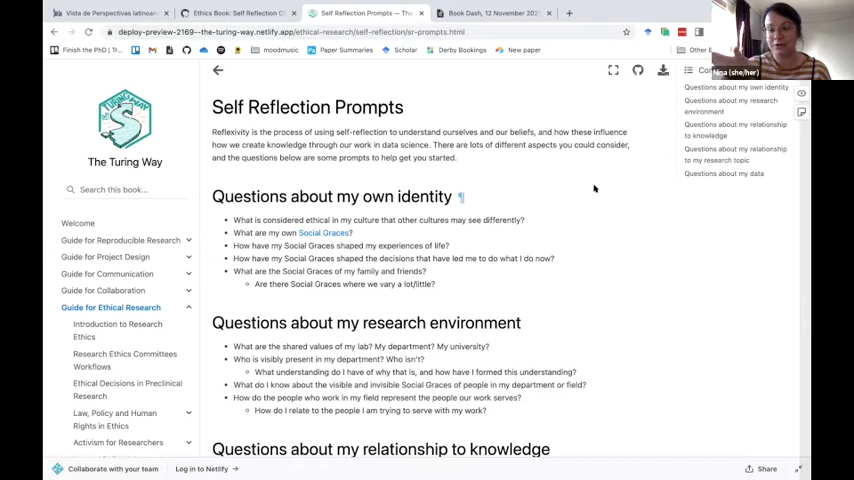 Vista de Perspectivas latinoam
Ethics Book: Self Reflection C
Self Reflection Prompts — The
Book Dash, 12 November 202
deploy-preview-2169--the-turing-way.netlify.app/ethical-research/self-reflection/sr-prompts.html
Finish the PhD | Tr...
moodmusic
Paper Summaries
Scholar
Derby Bookings
New paper
Nina (she/her)
The Turing Way
Search this book...
Welcome
Guide for Reproducible Research
Guide for Project Design
Guide for Communication
Guide for Collaboration
Guide for Ethical Research
Introduction to Research
Ethics
Research Ethics Committees
Workflows
Ethical Decisions in Preclinical
Research
Law, Policy and Human
Rights in Ethics
Activism for Researchers
Self Reflection Prompts
Reflexivity is the process of using self-reflection to understand ourselves and our beliefs, and how these influence
how we create knowledge through our work in data science. There are lots of different aspects you could consider,
and the questions below are some prompts to help get you started.
Questions about my own identity ¶
• What is considered ethical in my culture that other cultures may see differently?
• What are my own Social Graces?
• How have my Social Graces shaped my experiences of life?
• How have my Social Graces shaped the decisions that have led me to do what I do now?
• What are the Social Graces of my family and friends?
◦ Are there Social Graces where we vary a lot/little?
Questions about my research environment
• What are the shared values of my lab? My department? My university?
• Who is visibly present in my department? Who isn't?
◦ What understanding do I have of why that is, and how have I formed this understanding?
• What do I know about the visible and invisible Social Graces of people in my department or field?
• How do the people who work in my field represent the people our work serves?
◦ How do I relate to the people I am trying to serve with my work?
Questions about my relationship to knowledge
Questions about my own identity
Questions about my research
environment
Questions about my relationship
to knowledge
Questions about my relationship
to my research topic
Questions about my data
Collaborate with your team
Log in to Netlify
Share